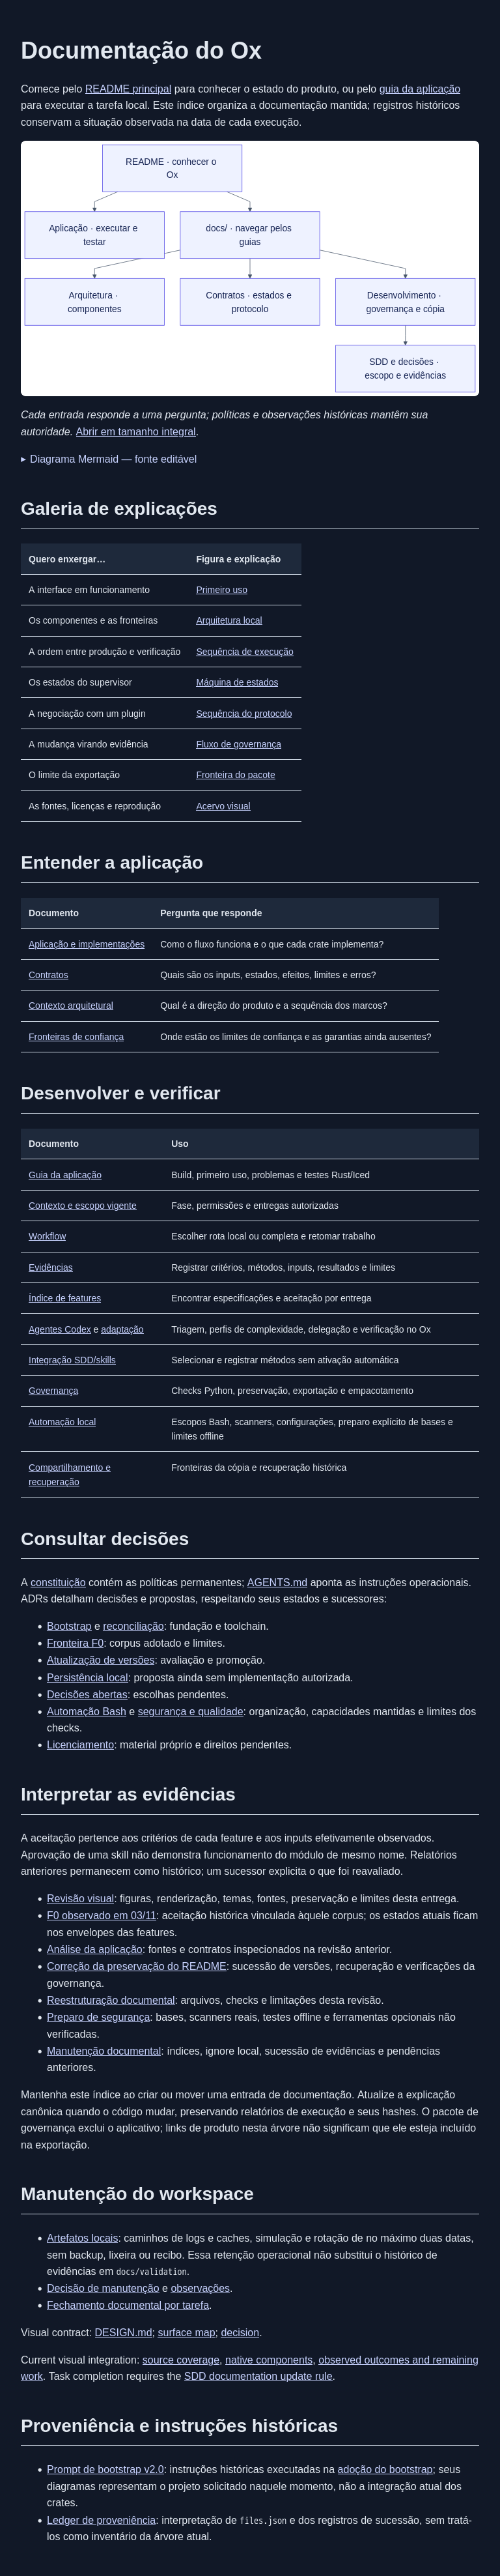 Documentação do Ox
Comece pelo README principal para conhecer o estado do produto, ou pelo guia da aplicação
para executar a tarefa local. Este índice organiza a documentação mantida; registros históricos
conservam a situação observada na data de cada execução.
README · conhecer o
Ox
Aplicação · executar e
testar
docs/ · navegar pelos
guias
Arquitetura ·
componentes
Contratos · estados e
protocolo
Desenvolvimento ·
governança e cópia
SDD e decisões ·
escopo e evidências
Cada entrada responde a uma pergunta; políticas e observações históricas mantêm sua
autoridade. Abrir em tamanho integral.
▸ Diagrama Mermaid — fonte editável
Galeria de explicações
Quero enxergar… Figura e explicação
A interface em funcionamento Primeiro uso
Os componentes e as fronteiras Arquitetura local
A ordem entre produção e verificação Sequência de execução
Os estados do supervisor Máquina de estados
A negociação com um plugin Sequência do protocolo
A mudança virando evidência Fluxo de governança
O limite da exportação Fronteira do pacote
As fontes, licenças e reprodução Acervo visual
Entender a aplicação
Documento Pergunta que responde
Aplicação e implementações Como o fluxo funciona e o que cada crate implementa?
Contratos Quais são os inputs, estados, efeitos, limites e erros?
Contexto arquitetural Qual é a direção do produto e a sequência dos marcos?
Fronteiras de confiança Onde estão os limites de confiança e as garantias ainda ausentes?
Desenvolver e verificar
Documento Uso
Guia da aplicação Build, primeiro uso, problemas e testes Rust/Iced
Contexto e escopo vigente Fase, permissões e entregas autorizadas
Workflow Escolher rota local ou completa e retomar trabalho
Evidências Registrar critérios, métodos, inputs, resultados e limites
Índice de features Encontrar especificações e aceitação por entrega
Agentes Codex e adaptação Triagem, perfis de complexidade, delegação e verificação no Ox
Integração SDD/skills Selecionar e registrar métodos sem ativação automática
Governança Checks Python, preservação, exportação e empacotamento
Automação local Escopos Bash, scanners, configurações, preparo explícito de bases e
limites offline
Compartilhamento e
recuperação Fronteiras da cópia e recuperação histórica
Consultar decisões
A constituição contém as políticas permanentes; AGENTS.md aponta as instruções operacionais.
ADRs detalham decisões e propostas, respeitando seus estados e sucessores:
• Bootstrap e reconciliação: fundação e toolchain.
• Fronteira F0: corpus adotado e limites.
• Atualização de versões: avaliação e promoção.
• Persistência local: proposta ainda sem implementação autorizada.
• Decisões abertas: escolhas pendentes.
• Automação Bash e segurança e qualidade: organização, capacidades mantidas e limites dos
checks.
• Licenciamento: material próprio e direitos pendentes.
Interpretar as evidências
A aceitação pertence aos critérios de cada feature e aos inputs efetivamente observados.
Aprovação de uma skill não demonstra funcionamento do módulo de mesmo nome. Relatórios
anteriores permanecem como histórico; um sucessor explicita o que foi reavaliado.
• Revisão visual: figuras, renderização, temas, fontes, preservação e limites desta entrega.
• F0 observado em 03/11: aceitação histórica vinculada àquele corpus; os estados atuais ficam
nos envelopes das features.
• Análise da aplicação: fontes e contratos inspecionados na revisão anterior.
• Correção da preservação do README: sucessão de versões, recuperação e verificações da
governança.
• Reestruturação documental: arquivos, checks e limitações desta revisão.
• Preparo de segurança: bases, scanners reais, testes offline e ferramentas opcionais não
verificadas.
• Manutenção documental: índices, ignore local, sucessão de evidências e pendências
anteriores.
Mantenha este índice ao criar ou mover uma entrada de documentação. Atualize a explicação
canônica quando o código mudar, preservando relatórios de execução e seus hashes. O pacote de
governança exclui o aplicativo; links de produto nesta árvore não significam que ele esteja incluído
na exportação.
Manutenção do workspace
• Artefatos locais: caminhos de logs e caches, simulação e rotação de no máximo duas datas,
sem backup, lixeira ou recibo. Essa retenção operacional não substitui o histórico de
evidências em docs/validation.
• Decisão de manutenção e observações.
• Fechamento documental por tarefa.
Visual contract: DESIGN.md; surface map; decision.
Current visual integration: source coverage, native components, observed outcomes and remaining
work. Task completion requires the SDD documentation update rule.
Proveniência e instruções históricas
• Prompt de bootstrap v2.0: instruções históricas executadas na adoção do bootstrap; seus
diagramas representam o projeto solicitado naquele momento, não a integração atual dos
crates.
• Ledger de proveniência: interpretação de files.json e dos registros de sucessão, sem tratá-
los como inventário da árvore atual.